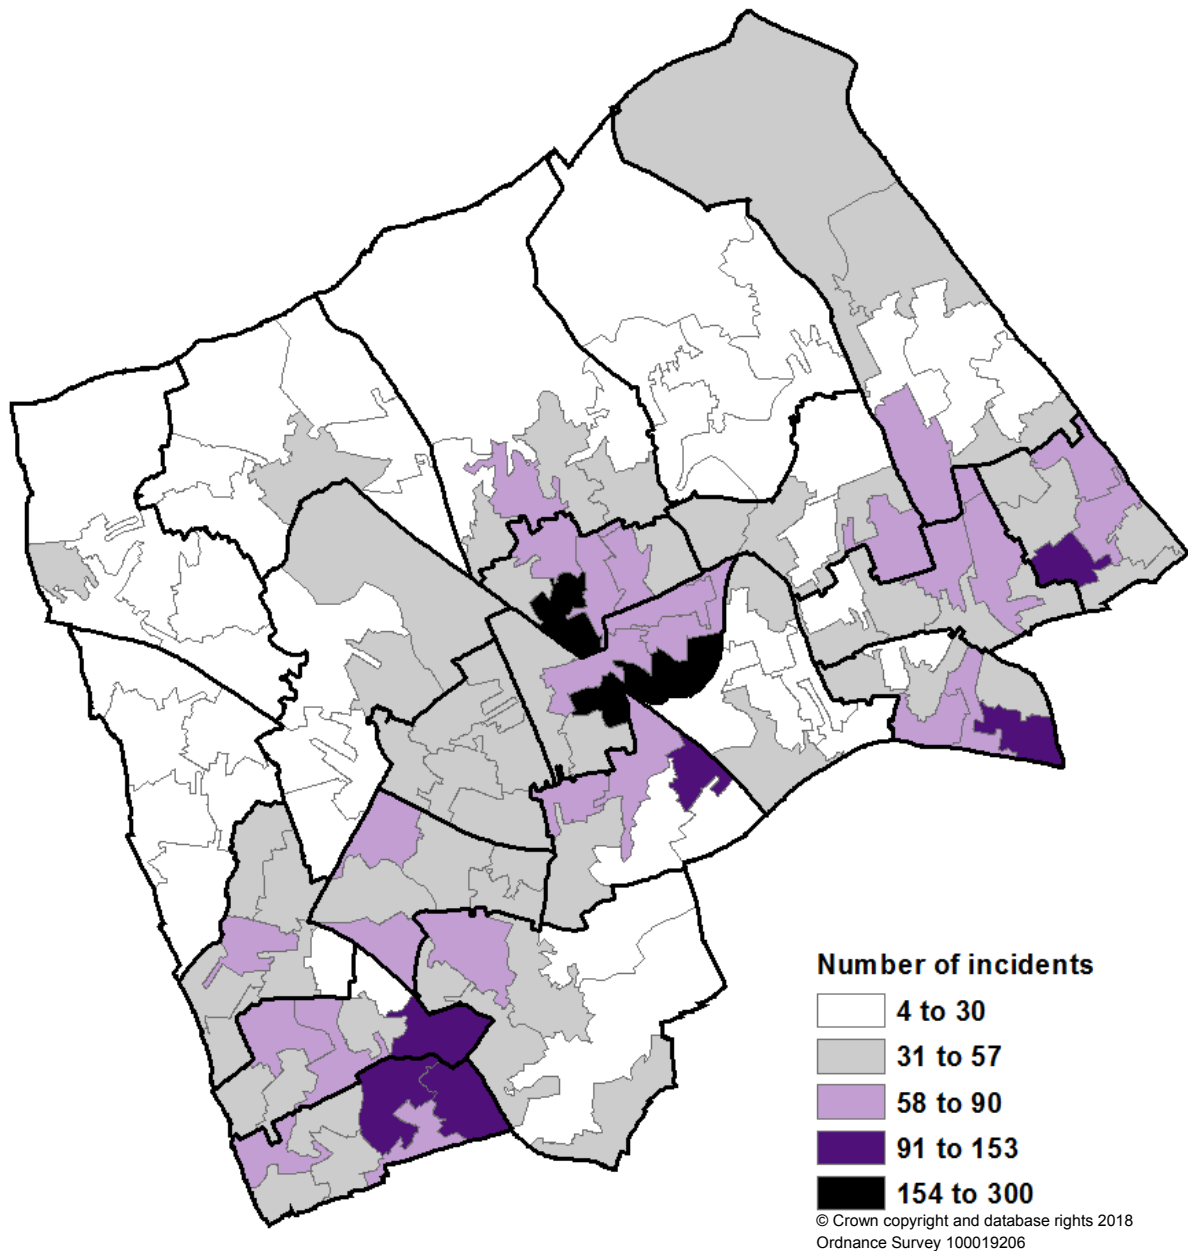 Number of incidents
4 to 30
31 to 57
58 to 90
91 to 153
154 to 300
© Crown copyright and database rights 2018
Ordnance Survey 100019206